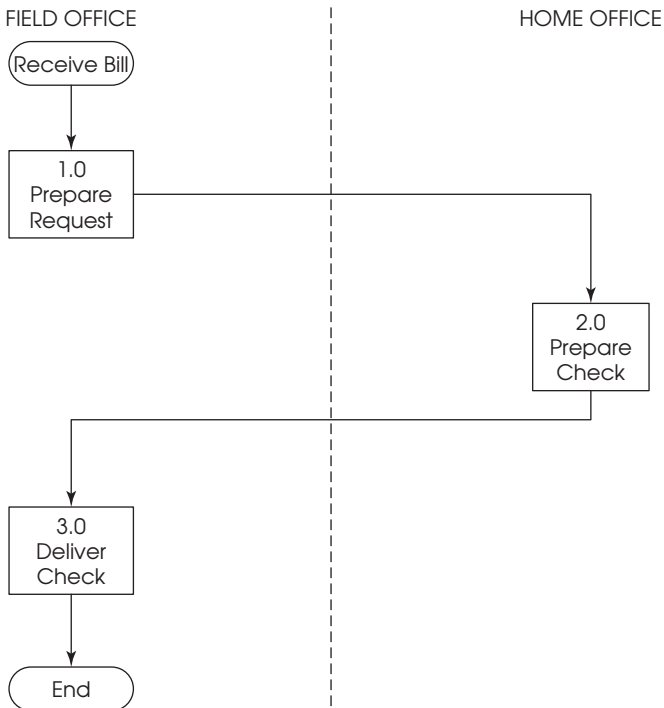 FIELD OFFICE
HOME OFFICE
Receive Bill
1.0
Prepare
Request
2.0
Prepare
Check
3.0
Deliver
Check
End